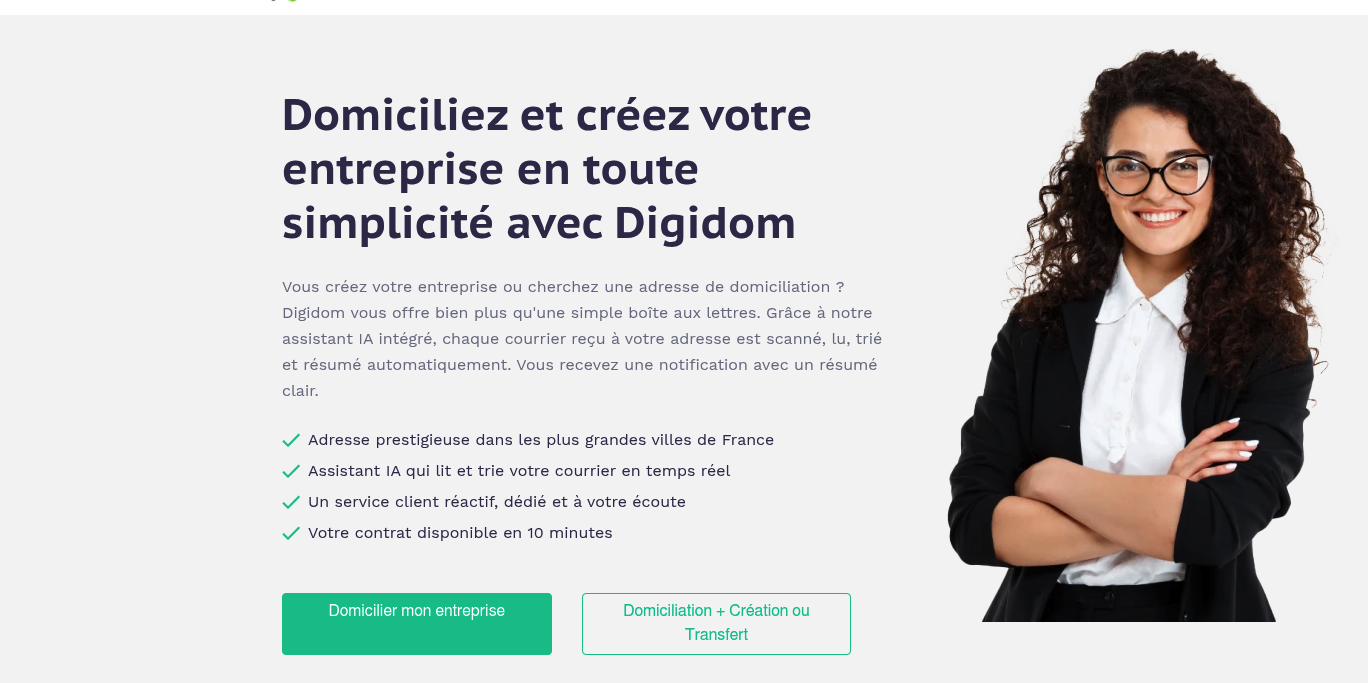 Domiciliez et créez votre
entreprise en toute
simplicité avec Digidom
Vous créez votre entreprise ou cherchez une adresse de domiciliation ?
Digidom vous offre bien plus qu'une simple boîte aux lettres. Grâce à notre
assistant IA intégré, chaque courrier reçu à votre adresse est scanné, lu, trié
et résumé automatiquement. Vous recevez une notification avec un résumé
clair.
Adresse prestigieuse dans les plus grandes villes de France
Assistant IA qui lit et trie votre courrier en temps réel
Un service client réactif, dédié et à votre écoute
Votre contrat disponible en 10 minutes
Domicilier mon entreprise
Domiciliation + Création ou
Transfert